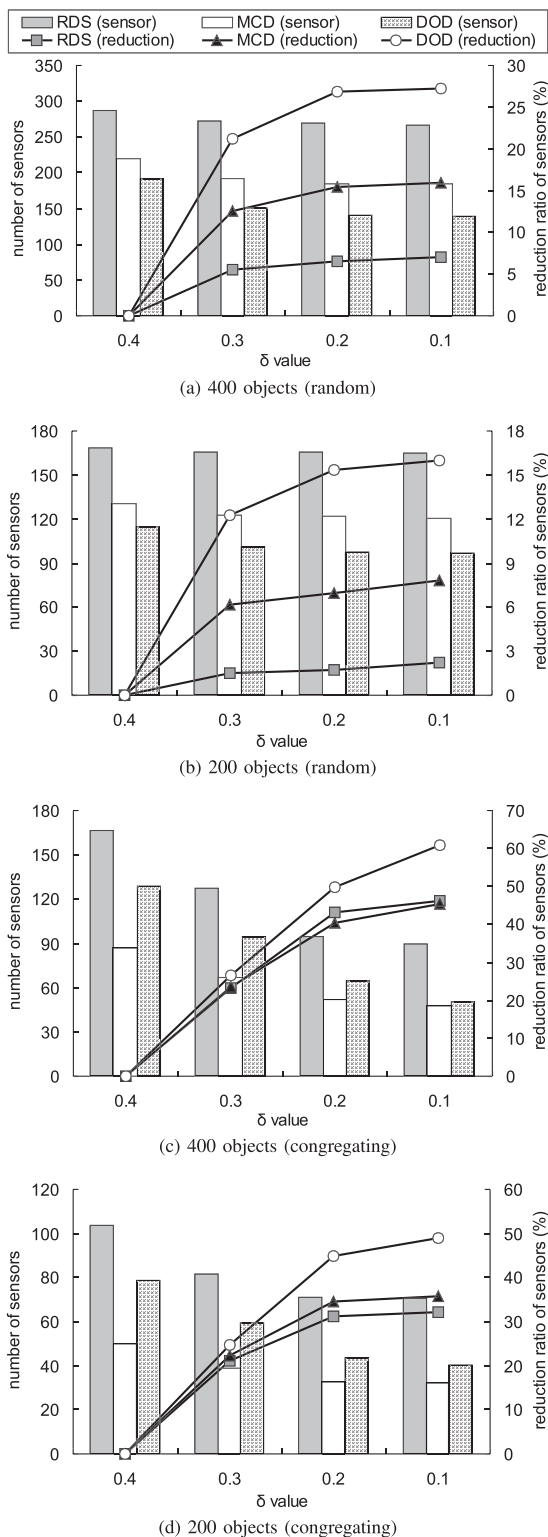 RDS (sensor) MCD (sensor) DOD (sensor)
RDS (reduction) MCD (reduction) DOD (reduction)
350
300
250
200
150
100
50
0
number of sensors
30
25
20
15
10
5
0
reduction ratio of sensors (%)
0.4 0.3 0.2 0.1
δ value
(a) 400 objects (random)
180
150
120
90
60
30
0
number of sensors
18
15
12
9
6
3
0
reduction ratio of sensors (%)
0.4 0.3 0.2 0.1
δ value
(b) 200 objects (random)
180
150
120
90
60
30
0
number of sensors
70
60
50
40
30
20
10
0
reduction ratio of sensors (%)
0.4 0.3 0.2 0.1
δ value
(c) 400 objects (congregating)
120
100
80
60
40
20
0
number of sensors
60
50
40
30
20
10
0
reduction ratio of sensors (%)
0.4 0.3 0.2 0.1
δ value
(d) 200 objects (congregating)